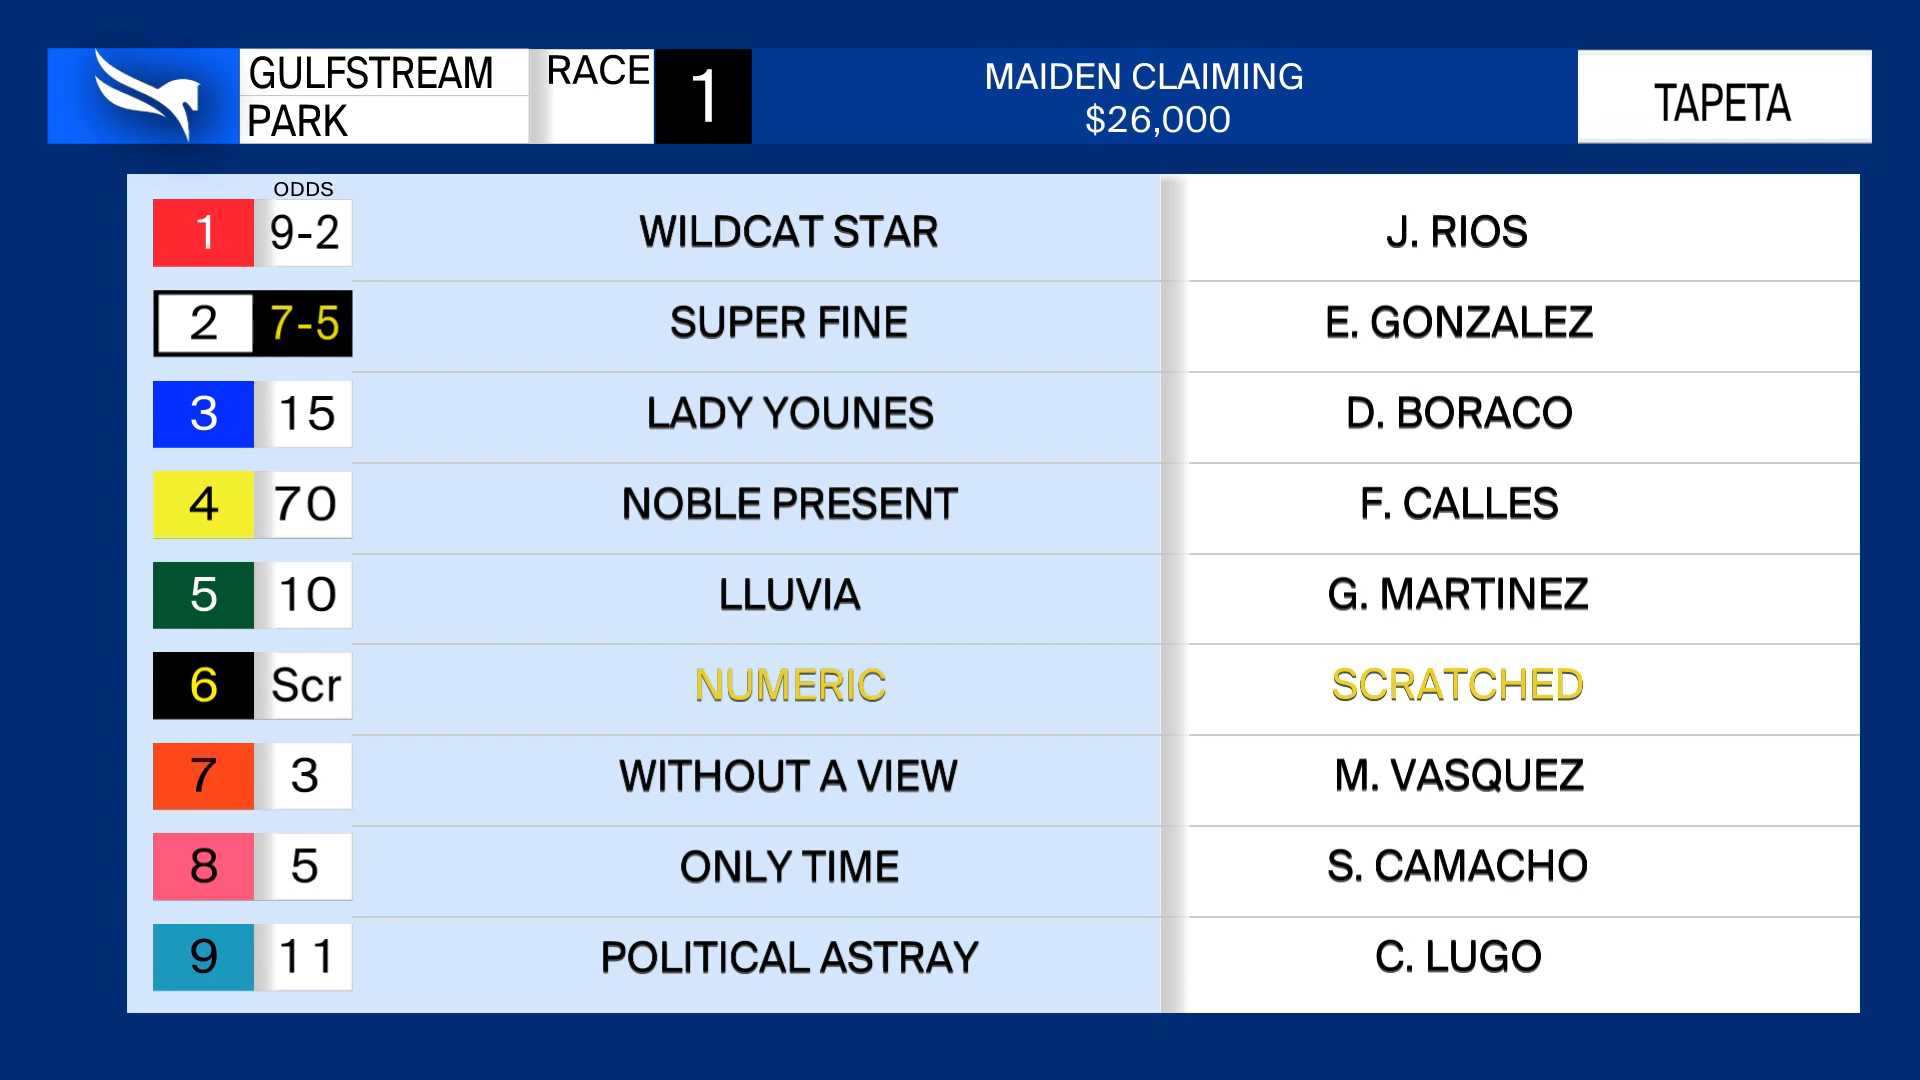 GULFSTREAM
PARK
RACE
1
MAIDEN CLAIMING
$26,000
TAPETA
ODDS
1 9-2 WILDCAT STAR J. RIOS
2 7-5 SUPER FINE E. GONZALEZ
3 15 LADY YOUNES D. BORACO
4 70 NOBLE PRESENT F. CALLES
5 10 LLUVIA G. MARTINEZ
6 Scr NUMERIC SCRATCHED
7 3 WITHOUT A VIEW M. VASQUEZ
8 5 ONLY TIME S. CAMACHO
9 11 POLITICAL ASTRAY C. LUGO